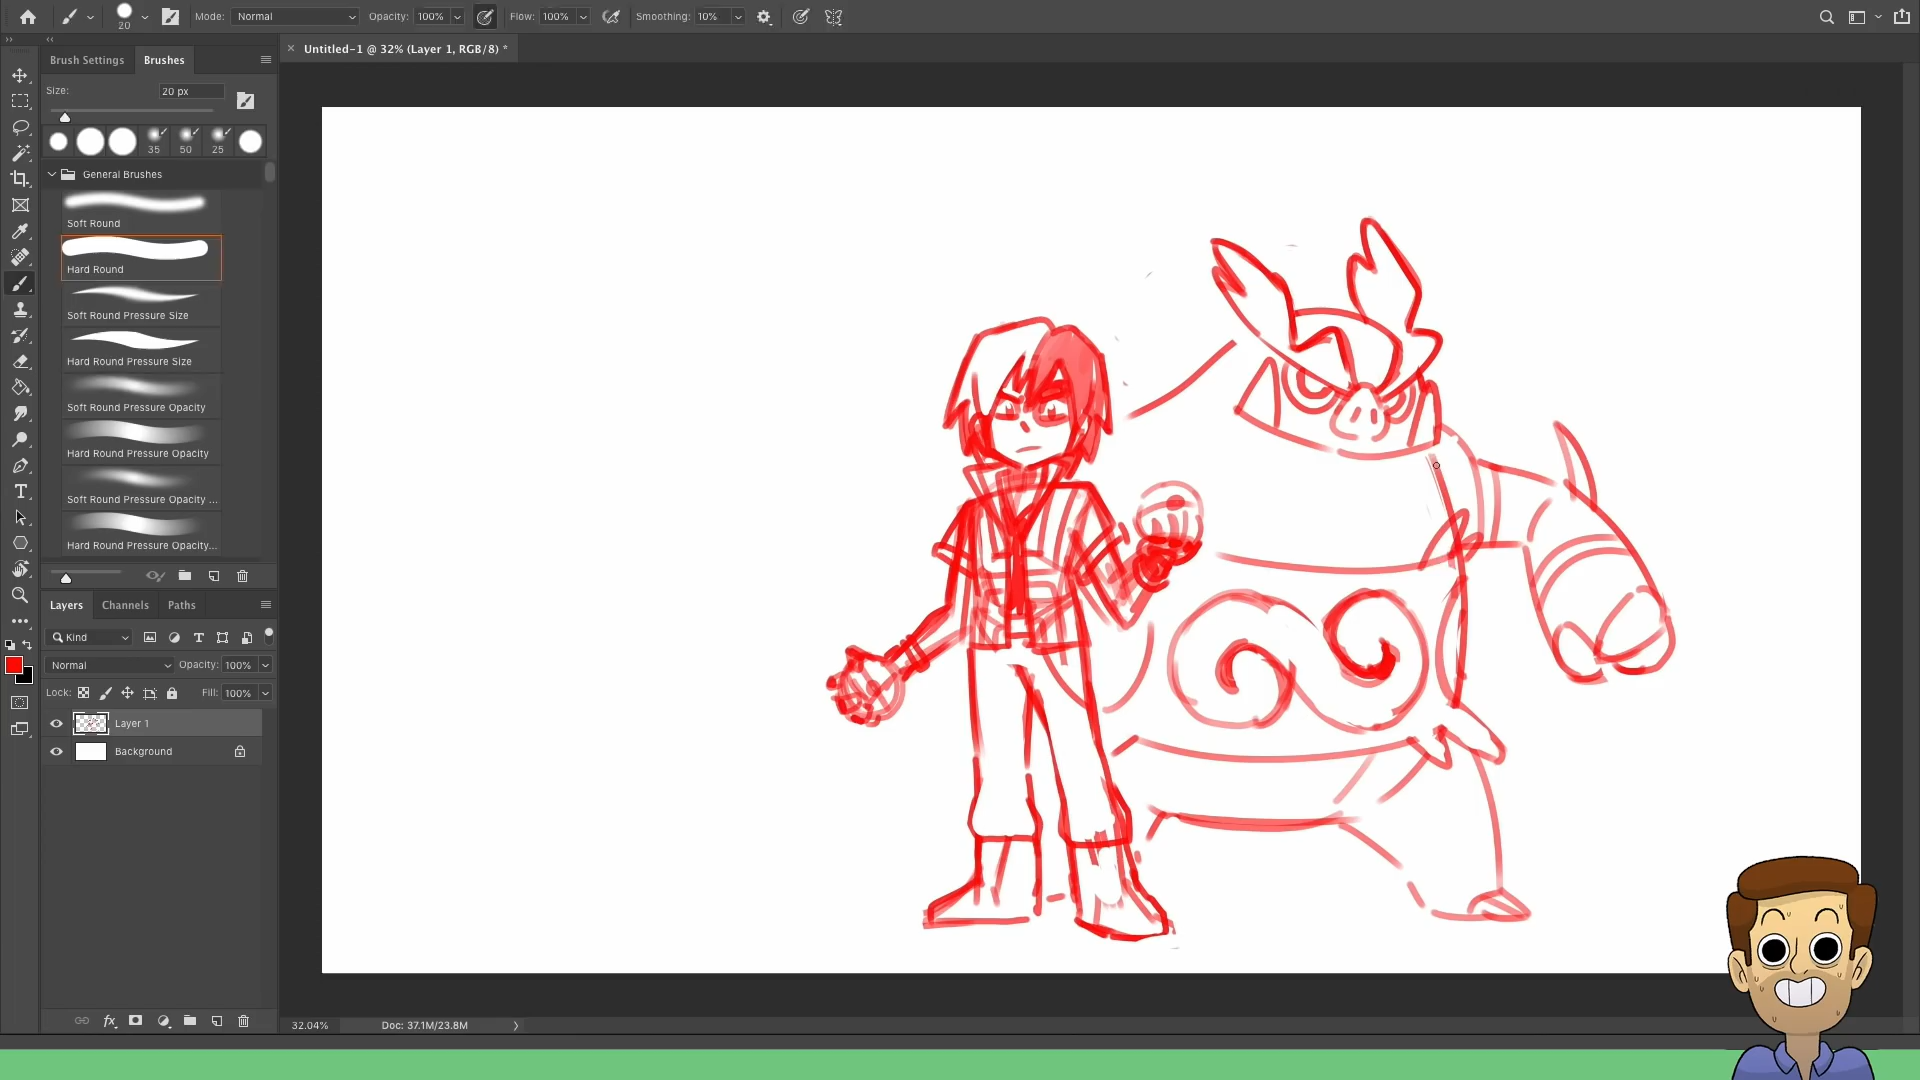 20
Mode: Normal
Opacity: 100%
Flow: 100%
Smoothing: 10%
Untitled-1 @ 32% (Layer 1, RGB/8) *
Brush Settings
Brushes
Size:
20 px
35
50
25
General Brushes
Soft Round
Hard Round
Soft Round Pressure Size
Hard Round Pressure Size
Soft Round Pressure Opacity
Hard Round Pressure Opacity
Soft Round Pressure Opacity ...
Hard Round Pressure Opacity...
Layers
Channels
Paths
Kind
Normal
Opacity: 100%
Lock:
Fill: 100%
Layer 1
Background
32.04%
Doc: 37.1M/23.8M